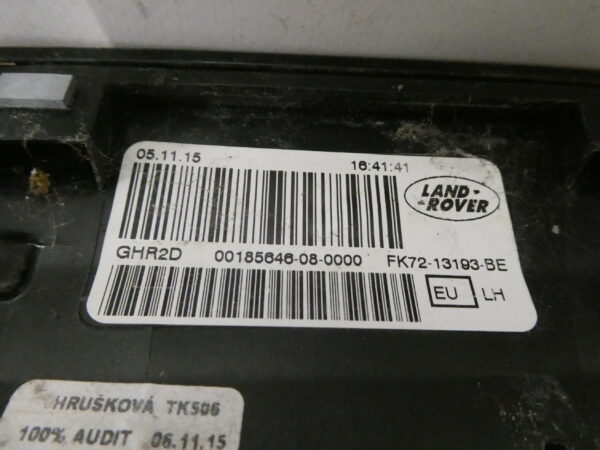 05.11.15 16:41:41
LAND-
-ROVER
GHR2D 00185646-08-0000 FK72-13193-BE
EU LH
HRUŠKOVÁ TK506
100% AUDIT 06.11.15